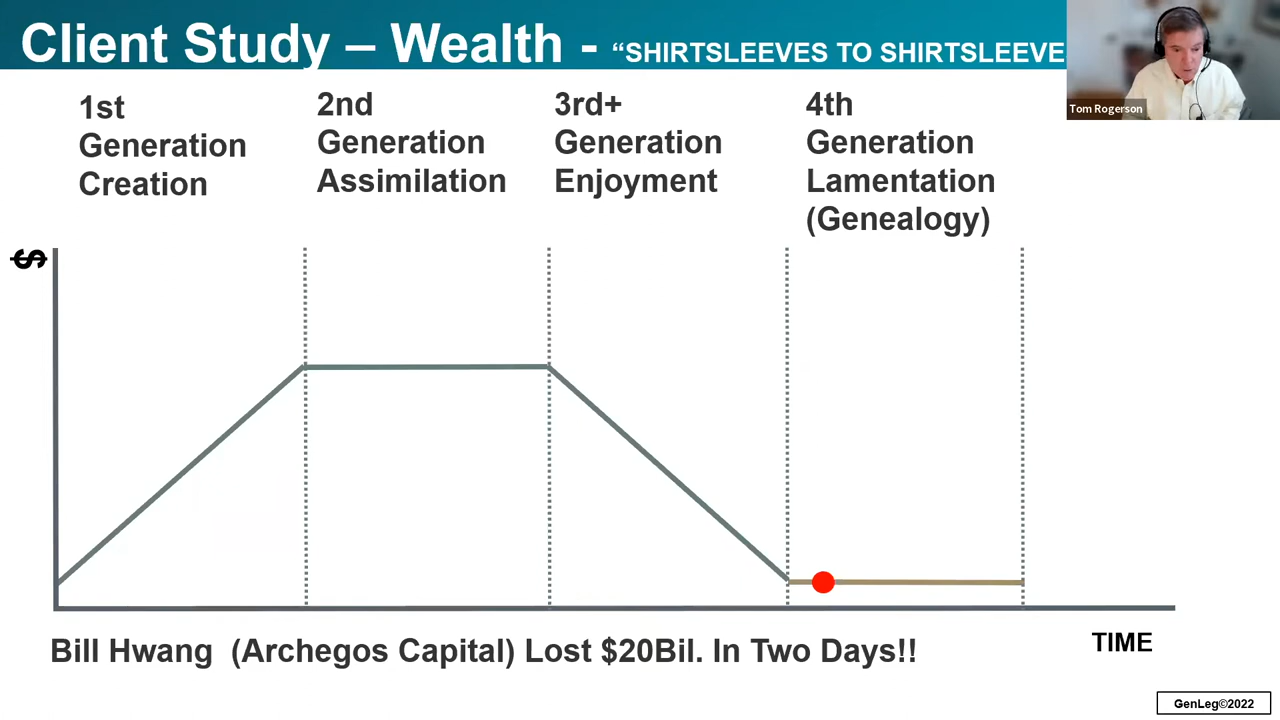 Client Study – Wealth - “SHIRTSLEEVES TO SHIRTSLEEVE
Tom Rogerson
1st
Generation
Creation
2nd
Generation
Assimilation
3rd+
Generation
Enjoyment
4th
Generation
Lamentation
(Genealogy)
$
TIME
Bill Hwang (Archegos Capital) Lost $20Bil. In Two Days!!
GenLeg©2022